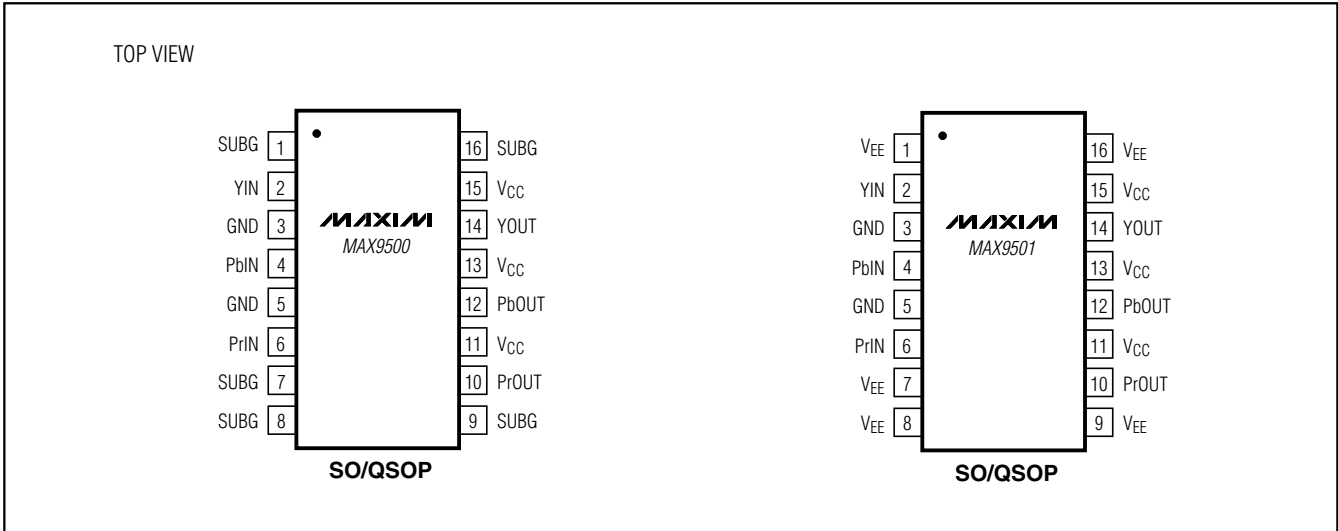 TOP VIEW
SUBG 1 16 SUBG
YIN 2 15 VCC
GND 3 MAXIM 14 YOUT
MAX9500
PbIN 4 13 VCC
GND 5 12 PbOUT
PrIN 6 11 VCC
SUBG 7 10 PrOUT
SUBG 8 9 SUBG
SO/QSOP
VEE 1 16 VEE
YIN 2 15 VCC
GND 3 MAXIM 14 YOUT
MAX9501
PbIN 4 13 VCC
GND 5 12 PbOUT
PrIN 6 11 VCC
VEE 7 10 PrOUT
VEE 8 9 VEE
SO/QSOP